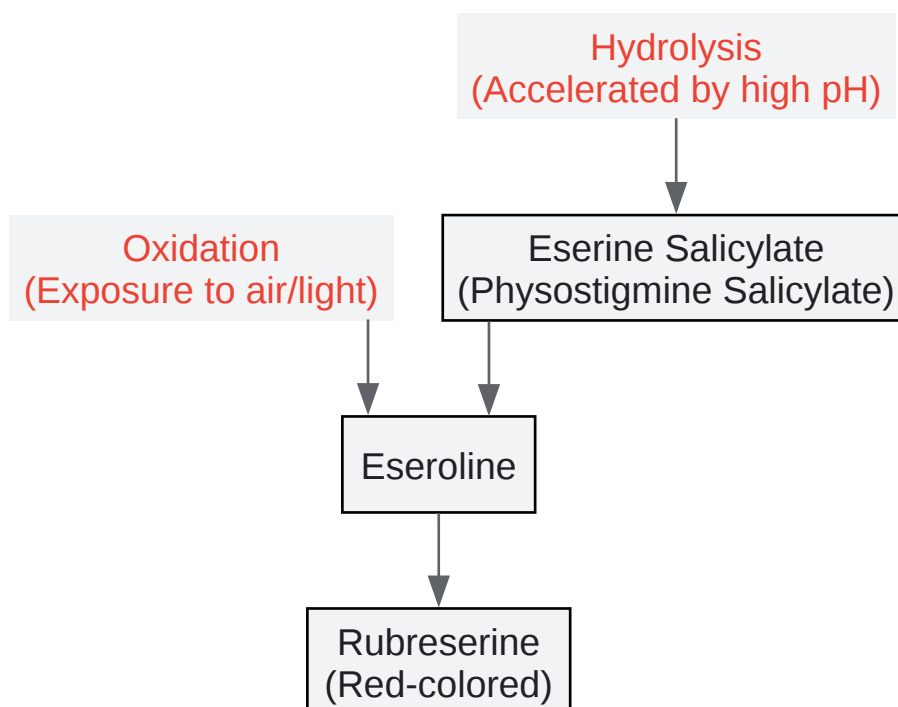 Hydrolysis
(Accelerated by high pH)
Oxidation
(Exposure to air/light)
Eserine Salicylate
(Physostigmine Salicylate)
Eseroline
Rubreserine
(Red-colored)